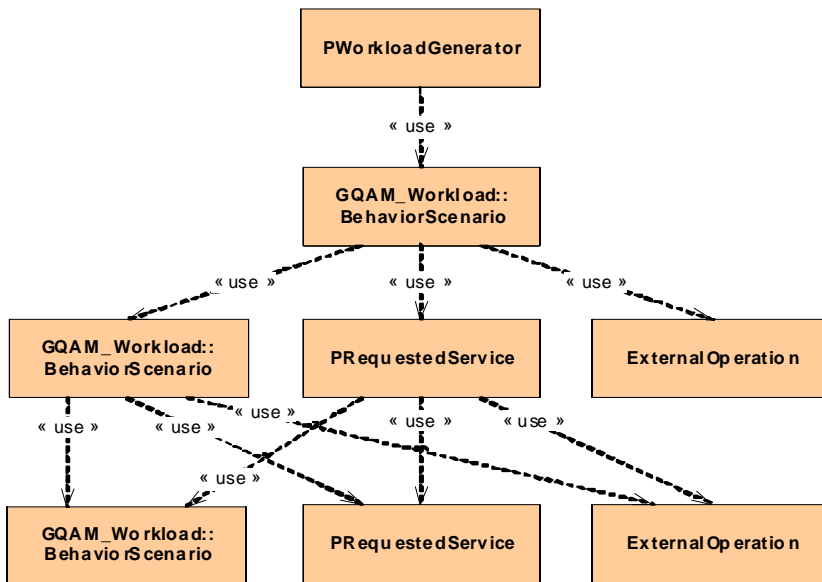 PWorkloadGenerator
« use »
GQAM_Workload::
BehaviorScenario
« use »
« use »
« use »
GQAM_Workload::
BehaviorScenario
PRequestedService
ExternalOperation
« use »
« use »
« use »
« use »
« use »
« use »
GQAM_Workload::
BehaviorScenario
PRequestedService
ExternalOperation